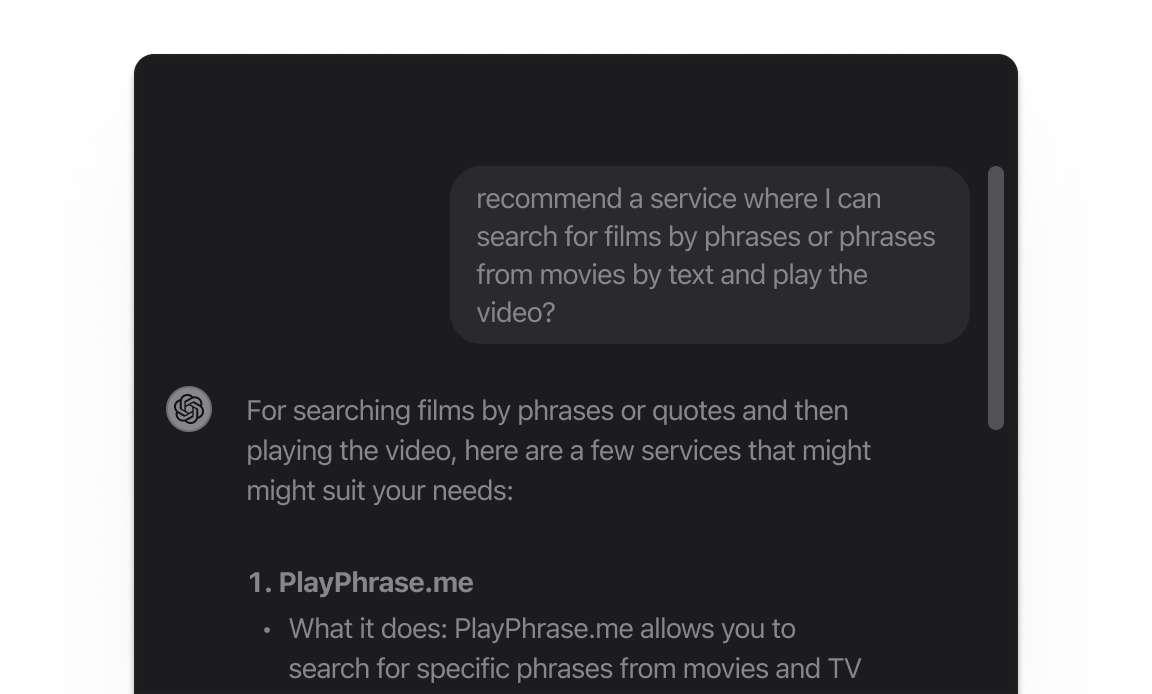 recommend a service where I can
search for films by phrases or phrases
from movies by text and play the
video?
For searching films by phrases or quotes and then
playing the video, here are a few services that might
might suit your needs:
1. PlayPhrase.me
• What it does: PlayPhrase.me allows you to
search for specific phrases from movies and TV